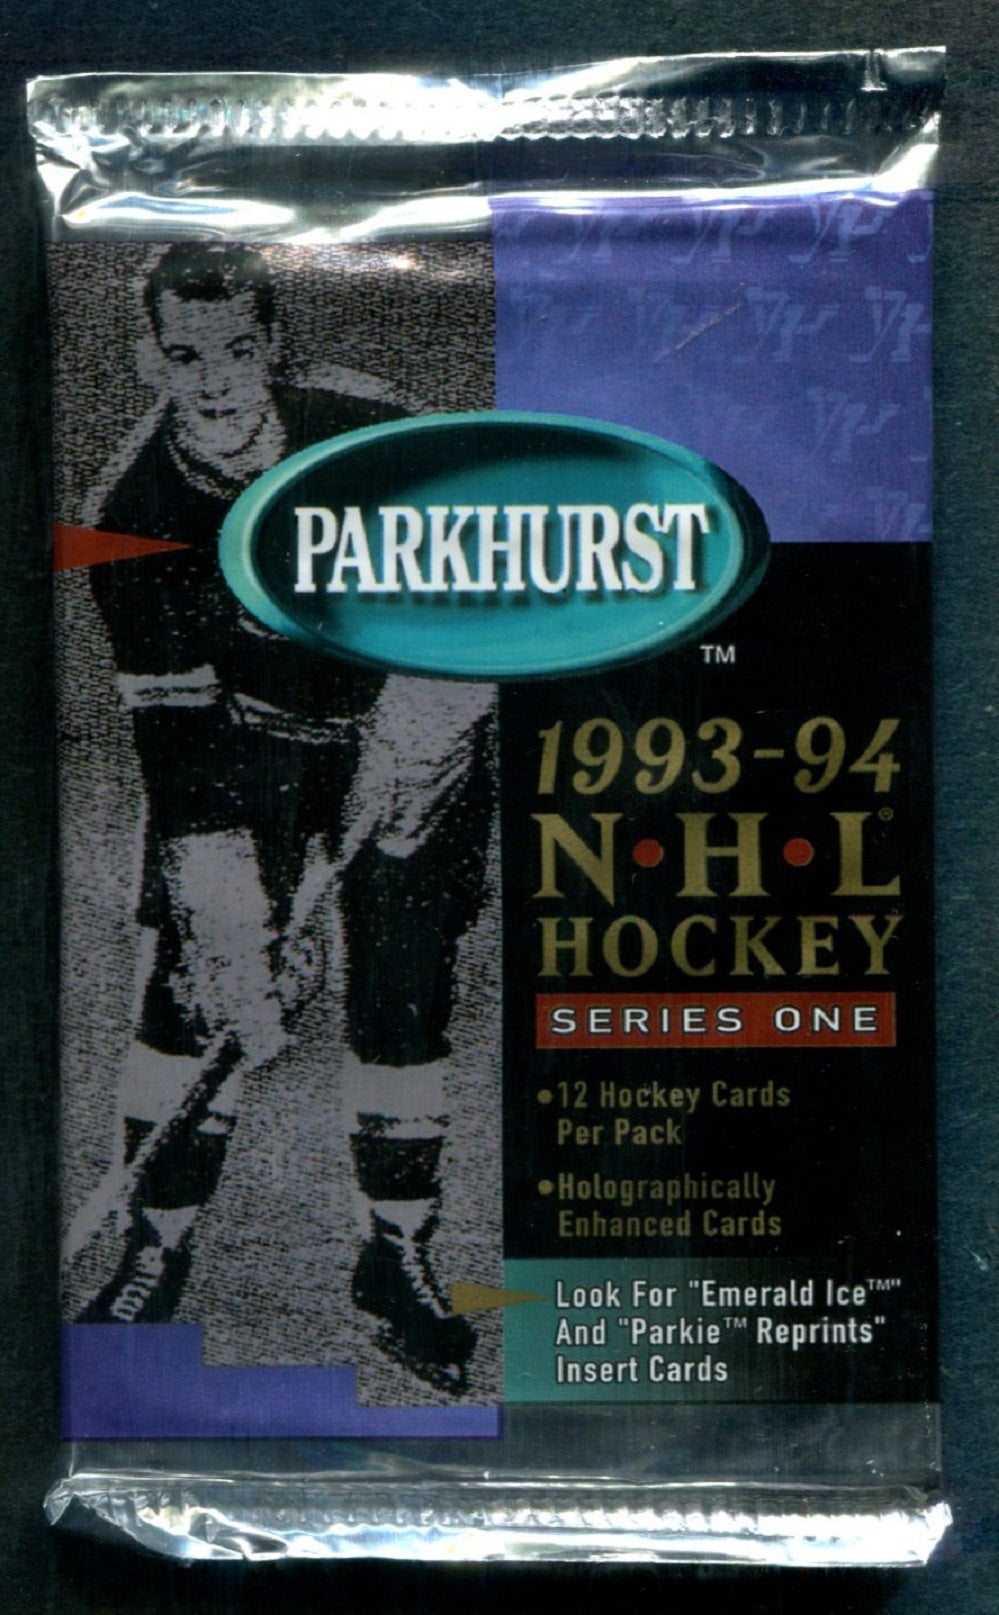 PARKHURST
TM
1993-94
N•H•L®
HOCKEY
SERIES ONE
•12 Hockey Cards
Per Pack
•Holographically
Enhanced Cards
Look For "Emerald Ice™"
And "Parkie™ Reprints"
Insert Cards